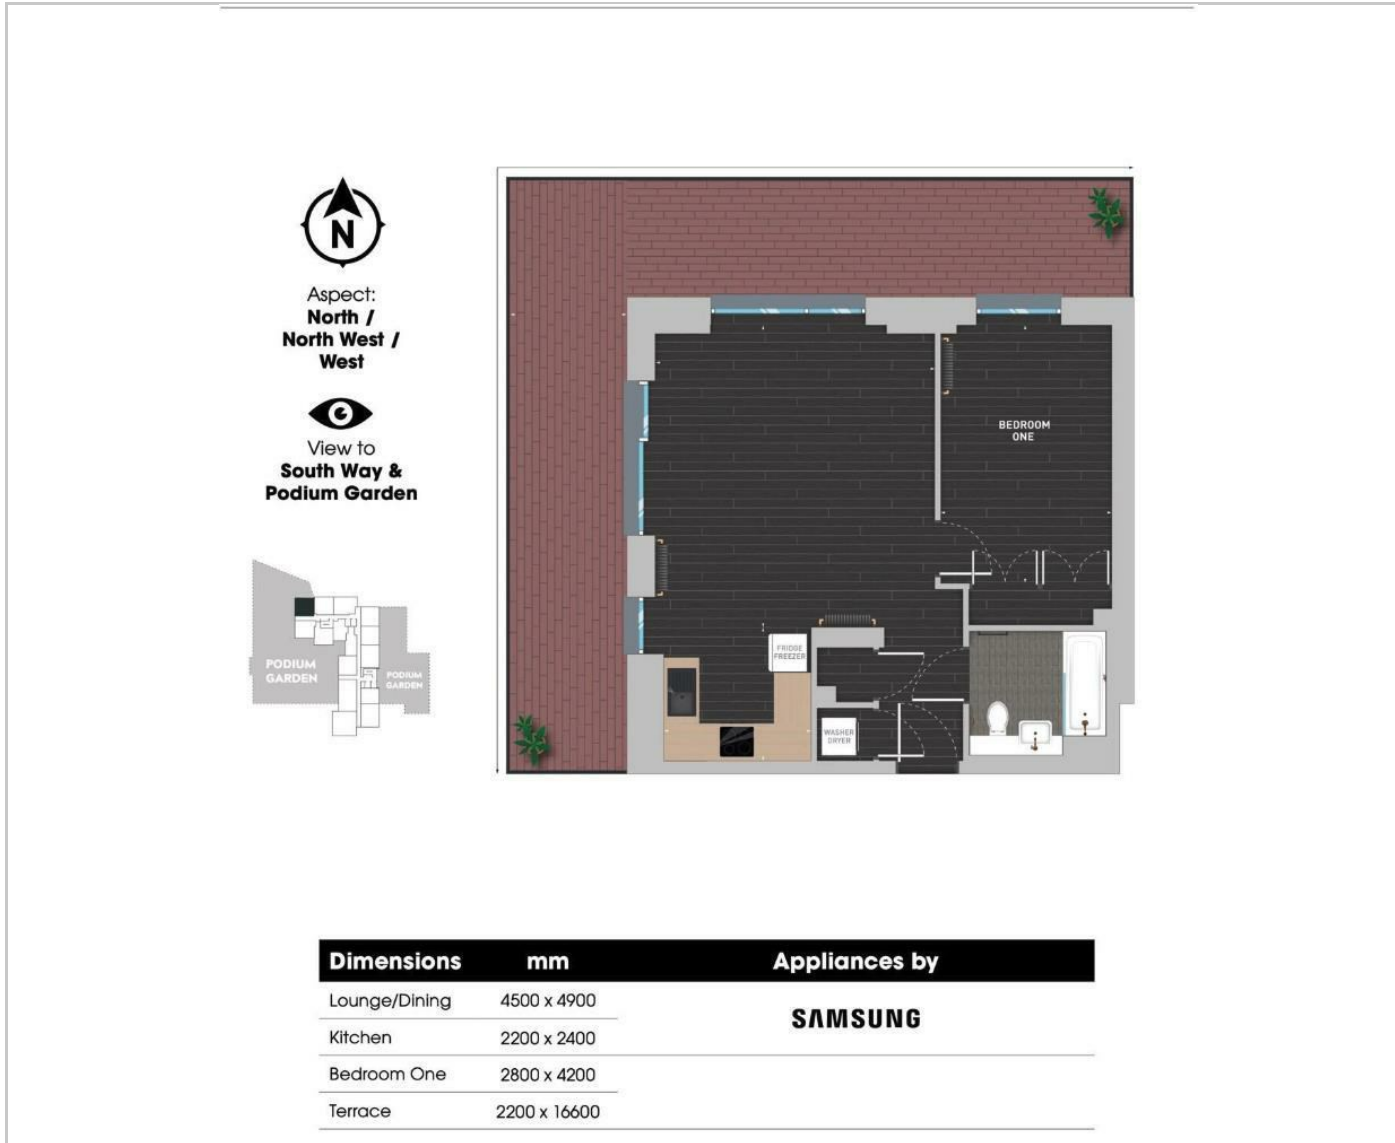 N
Aspect:
North /
North West /
West
View to
South Way &
Podium Garden
PODIUM
GARDEN
PODIUM
GARDEN
BEDROOM
ONE
FRIDGE
FREEZER
WASHER
DRYER
Dimensions mm Appliances by
Lounge/Dining 4500 x 4900
SAMSUNG
Kitchen 2200 x 2400
Bedroom One 2800 x 4200
Terrace 2200 x 16600